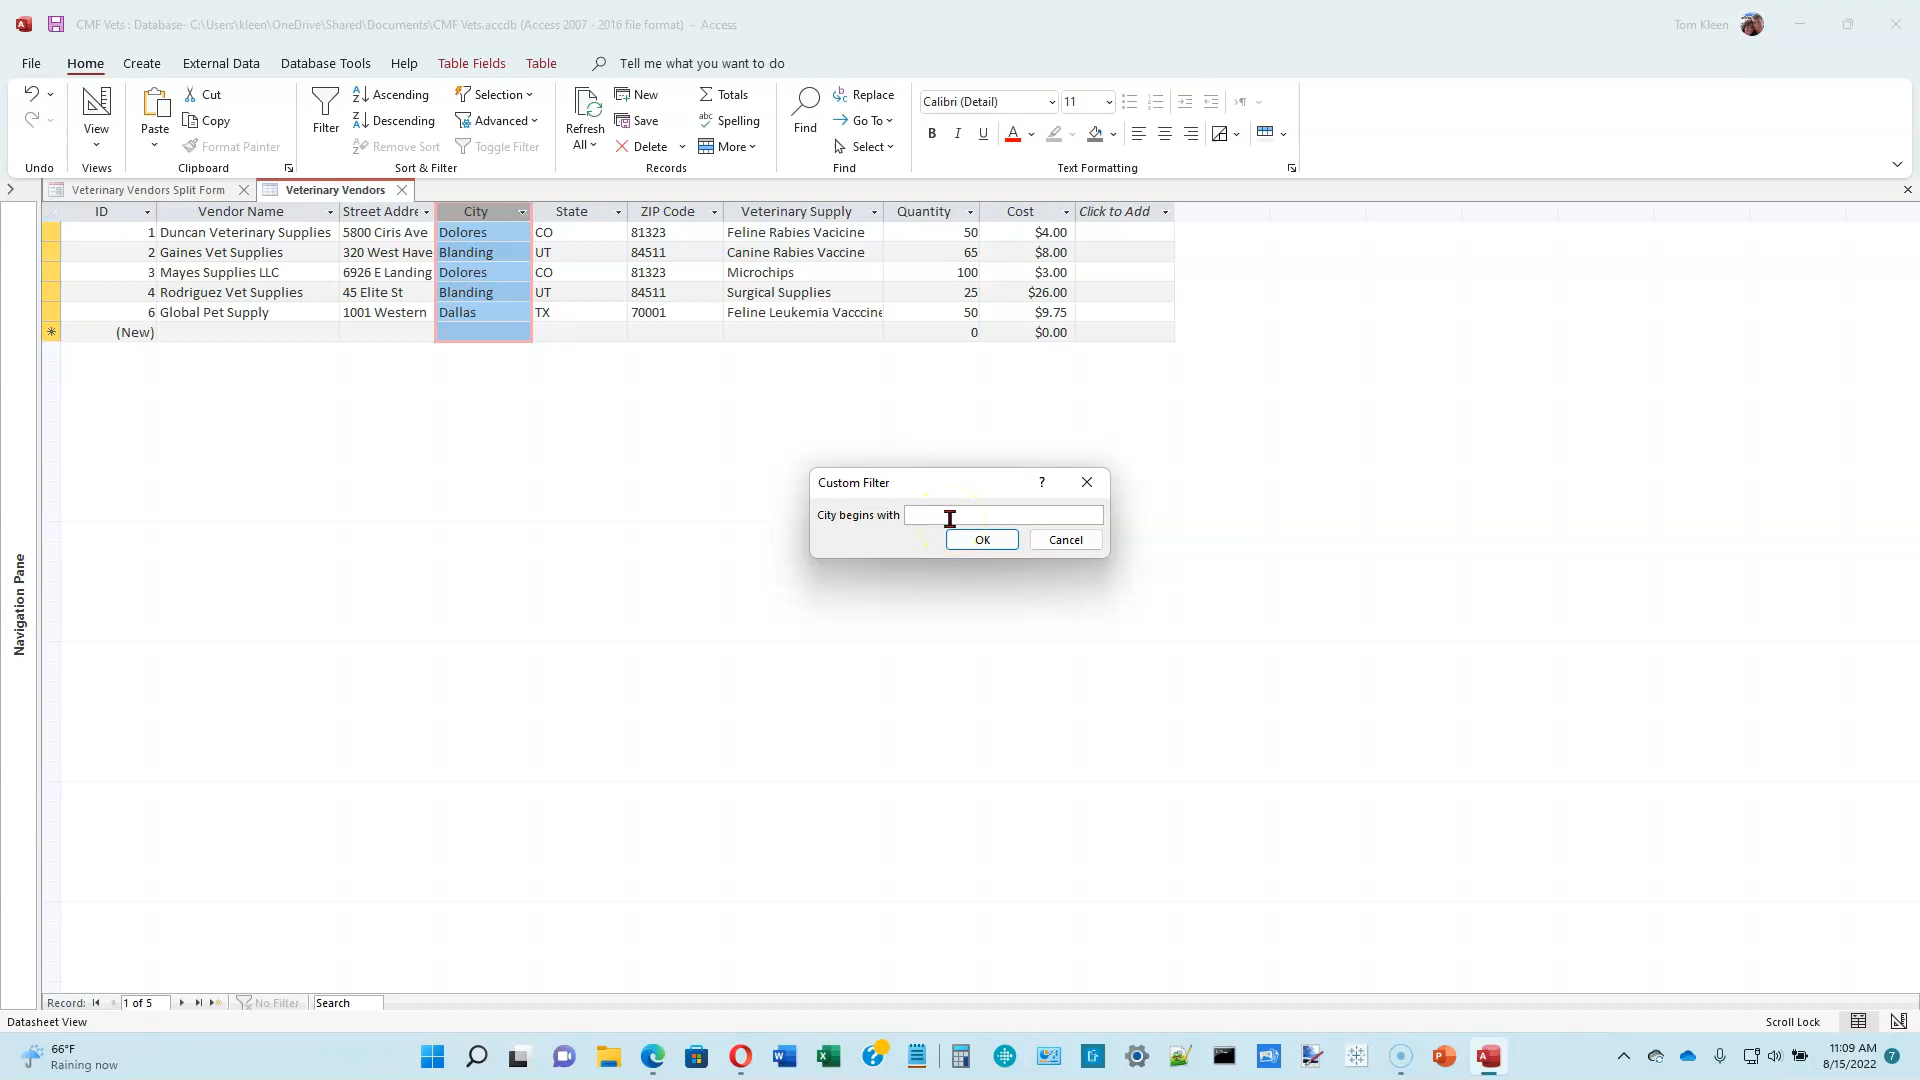 CMF Vets : Database- C:\Users\kleen\OneDrive\Shared\Documents\CMF Vets.accdb (Access 2007 - 2016 file format) - Access
Tom Kleen
File Home Create External Data Database Tools Help Table Fields Table Tell me what you want to do
Cut Ascending Selection New Totals Replace Calibri (Detail) 11
View Paste Copy Filter Descending Advanced Refresh All Save Spelling Find Go To B I U A
Format Painter Remove Sort Toggle Filter Delete More Select
Undo Views Clipboard Sort & Filter Records Find Text Formatting
Veterinary Vendors Split Form Veterinary Vendors
ID Vendor Name Street Addre City State ZIP Code Veterinary Supply Quantity Cost Click to Add
1 Duncan Veterinary Supplies 5800 Ciris Ave Dolores CO 81323 Feline Rabies Vacicine 50 $4.00
2 Gaines Vet Supplies 320 West Have Blanding UT 84511 Canine Rabies Vaccine 65 $8.00
3 Mayes Supplies LLC 6926 E Landing Dolores CO 81323 Microchips 100 $3.00
4 Rodriguez Vet Supplies 45 Elite St Blanding UT 84511 Surgical Supplies 25 $26.00
6 Global Pet Supply 1001 Western Dallas TX 70001 Feline Leukemia Vacccine 50 $9.75
* (New) 0 $0.00
Custom Filter ?
City begins with
OK Cancel
Navigation Pane
Record: 1 of 5 No Filter Search
Datasheet View Scroll Lock
66°F
Raining now
11:09 AM
8/15/2022 7